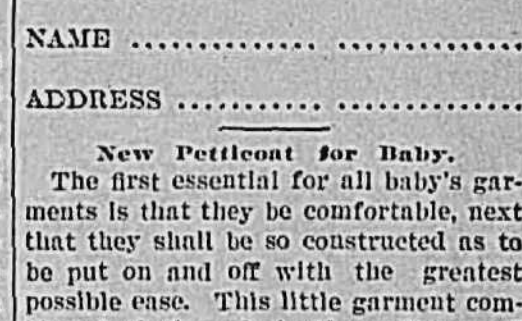 NAME .............. ..............
ADDRESS ........... ..............
New Petticoat for Baby.
The first essential for all baby's gar-
ments is that they be comfortable, next
that they shall be so constructed as to
be put on and off with the greatest
possible ease. This little garment com-